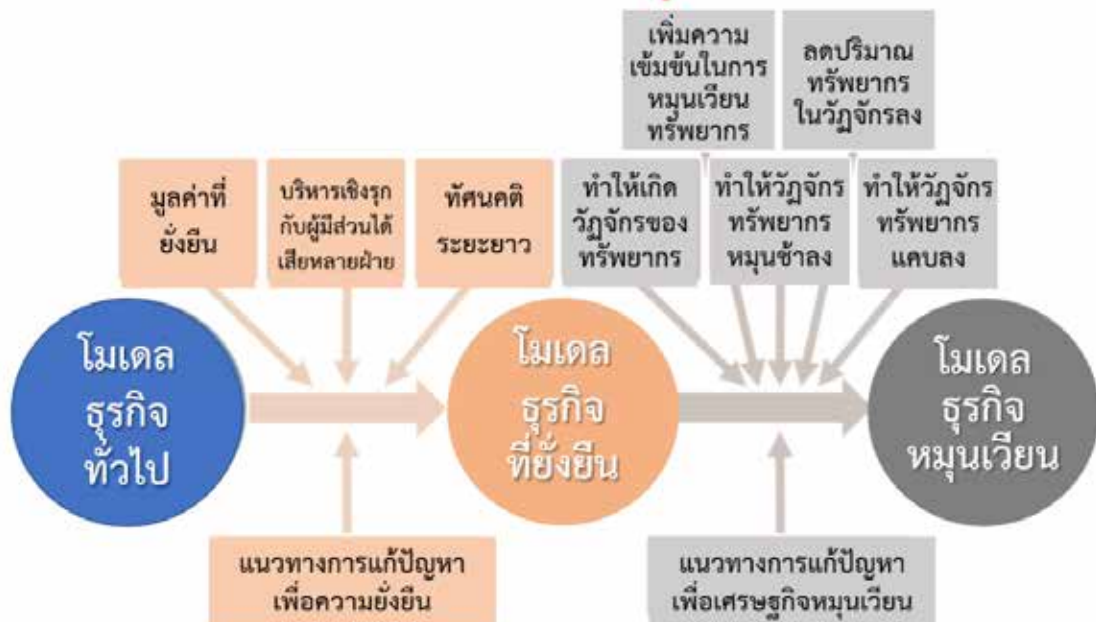 เพิ่มความ
เข้มข้นในการ
หมุนเวียน
ทรัพยากร
ลดปริมาณ
ทรัพยากร
ในวัฏจักรลง
มูลค่าที่
ยั่งยืน
บริหารเชิงรุก
กับผู้มีส่วนได้
เสียหลายฝ่าย
ทัศนคติ
ระยะยาว
ทำให้เกิด
วัฏจักรของ
ทรัพยากร
ทำให้วัฏจักร
ทรัพยากร
หมุนช้าลง
ทำให้วัฏจักร
ทรัพยากร
แคบลง
โมเดล
ธุรกิจ
ทั่วไป
โมเดล
ธุรกิจ
ที่ยั่งยืน
โมเดล
ธุรกิจ
หมุนเวียน
แนวทางการแก้ปัญหา
เพื่อความยั่งยืน
แนวทางการแก้ปัญหา
เพื่อเศรษฐกิจหมุนเวียน